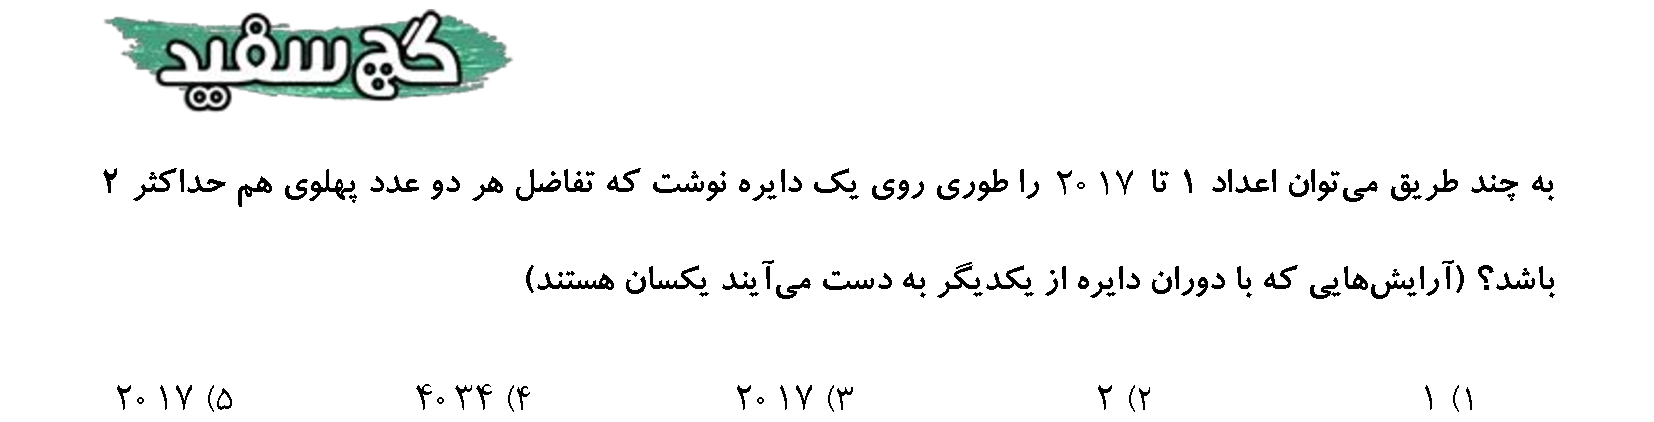 گچ سفید
به چند طریق می‌توان اعداد ۱ تا ۲۰۱۷ را طوری روی یک دایره نوشت که تفاضل هر دو عدد پهلوی هم حداکثر ۲
باشد؟ (آرایش‌هایی که با دوران دایره از یکدیگر به دست می‌آیند یکسان هستند)
۱) ۱ ۲) ۲ ۳) ۲۰۱۷ ۴) ۴۰۳۴ ۵) ۲۰۱۷